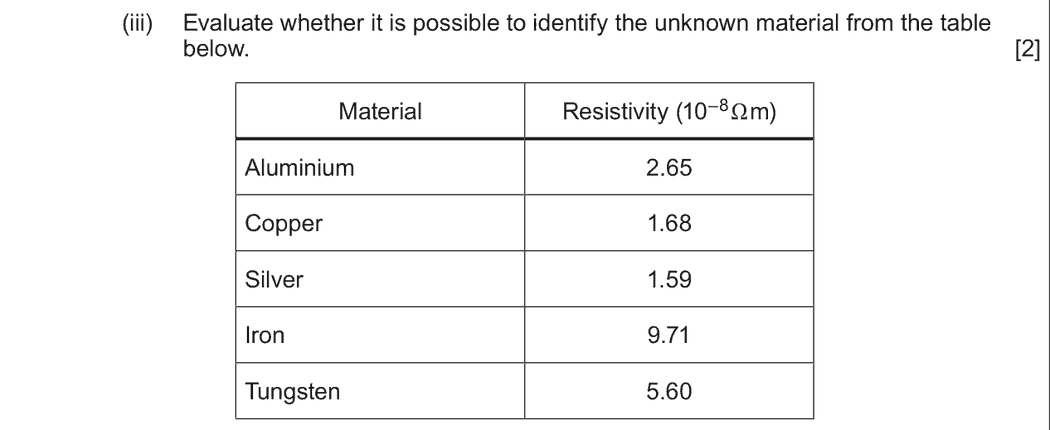 (iii) Evaluate whether it is possible to identify the unknown material from the table
below. [2]
Material Resistivity (10⁻⁸Ωm)
Aluminium 2.65
Copper 1.68
Silver 1.59
Iron 9.71
Tungsten 5.60